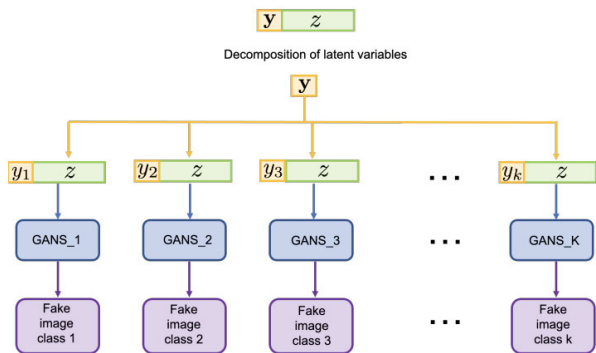 y z
Decomposition of latent variables
y
y₁ z y₂ z y₃ z ... yₖ z
GANS_1 GANS_2 GANS_3 ... GANS_K
Fake image class 1 Fake image class 2 Fake image class 3 ... Fake image class k